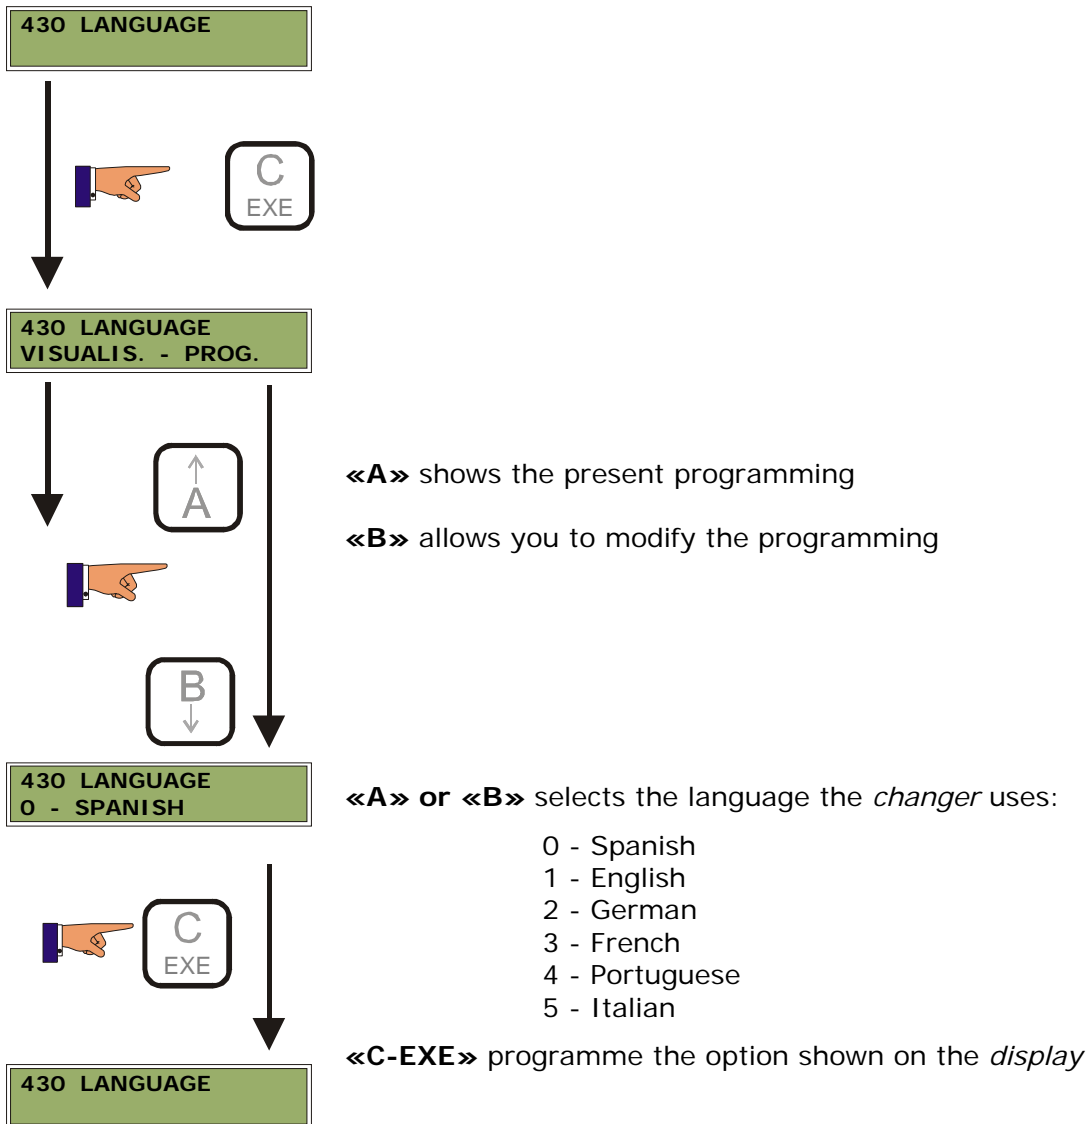 430 LANGUAGE
C
EXE
430 LANGUAGE
VISUALIS. - PROG.
A
«A» shows the present programming
«B» allows you to modify the programming
B
430 LANGUAGE
0 - SPANISH
«A» or «B» selects the language the changer uses:
0 - Spanish
1 - English
2 - German
3 - French
4 - Portuguese
5 - Italian
C
EXE
«C-EXE» programme the option shown on the display
430 LANGUAGE